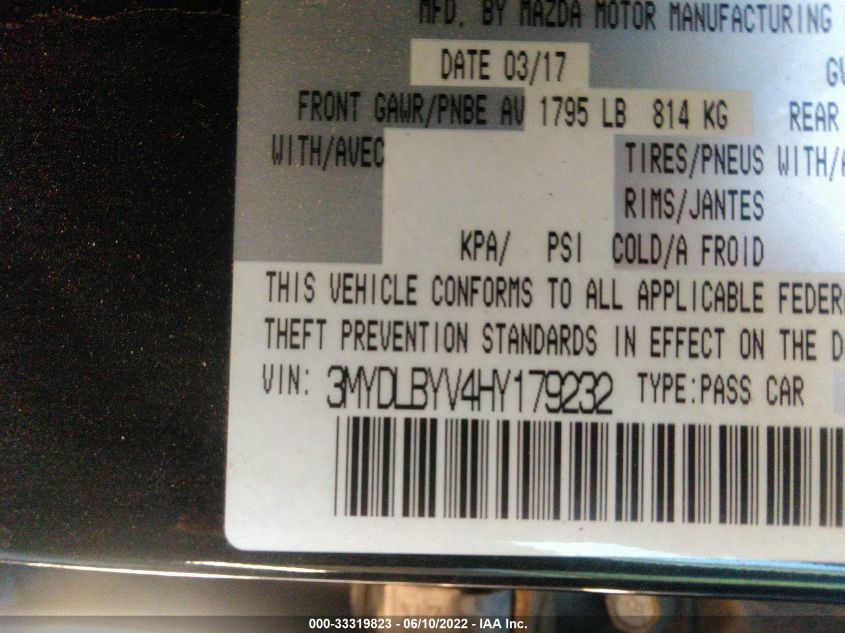 MFD. BY MAZDA MOTOR MANUFACTURING
DATE 03/17
FRONT GAWR/PNBE AV 1795 LB 814 KG REAR
WITH/AVEC TIRES/PNEUS WITH/A
RIMS/JANTES
KPA/ PSI COLD/A FROID
THIS VEHICLE CONFORMS TO ALL APPLICABLE FEDER
THEFT PREVENTION STANDARDS IN EFFECT ON THE D
VIN: 3MYDLBYV4HY179232 TYPE:PASS CAR
000-33319823 - 06/10/2022 - IAA Inc.